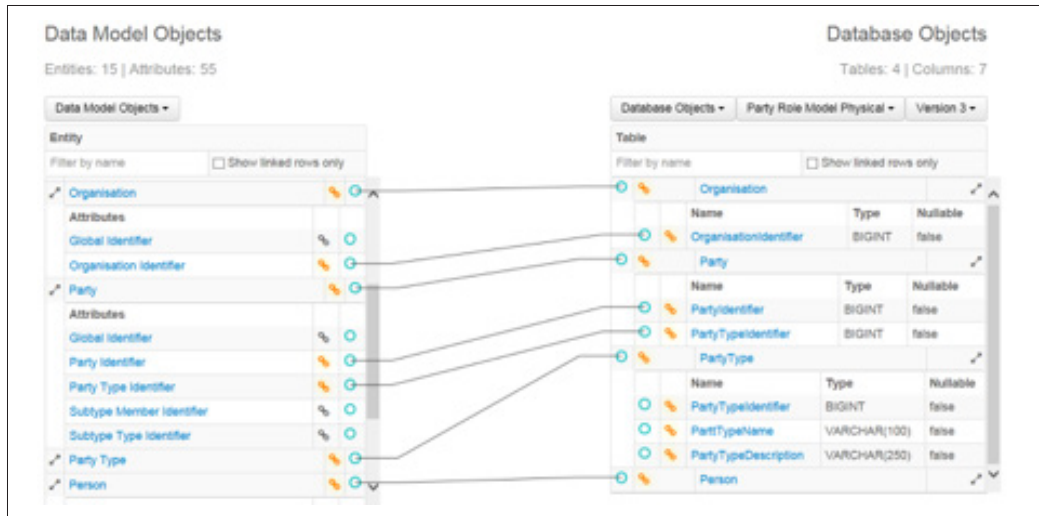 Data Model Objects
Database Objects
Entities: 15 | Attributes: 55
Tables: 4 | Columns: 7
Data Model Objects
Database Objects
Party Role Model Physical
Version 3
Entity
Filter by name
Show linked rows only
Organisation
Attributes
Global Identifier
Organisation Identifier
Party
Attributes
Global Identifier
Party Identifier
Party Type Identifier
Subtype Member Identifier
Subtype Type Identifier
Party Type
Person
Table
Filter by name
Show linked rows only
Organisation
Name Type Nullable
OrganisationIdentifier BIGINT false
Party
Name Type Nullable
PartyIdentifier BIGINT false
PartyTypeIdentifier BIGINT false
PartyType
Name Type Nullable
PartyTypeIdentifier BIGINT false
ParttTypeName VARCHAR(100) false
PartyTypeDescription VARCHAR(250) false
Person